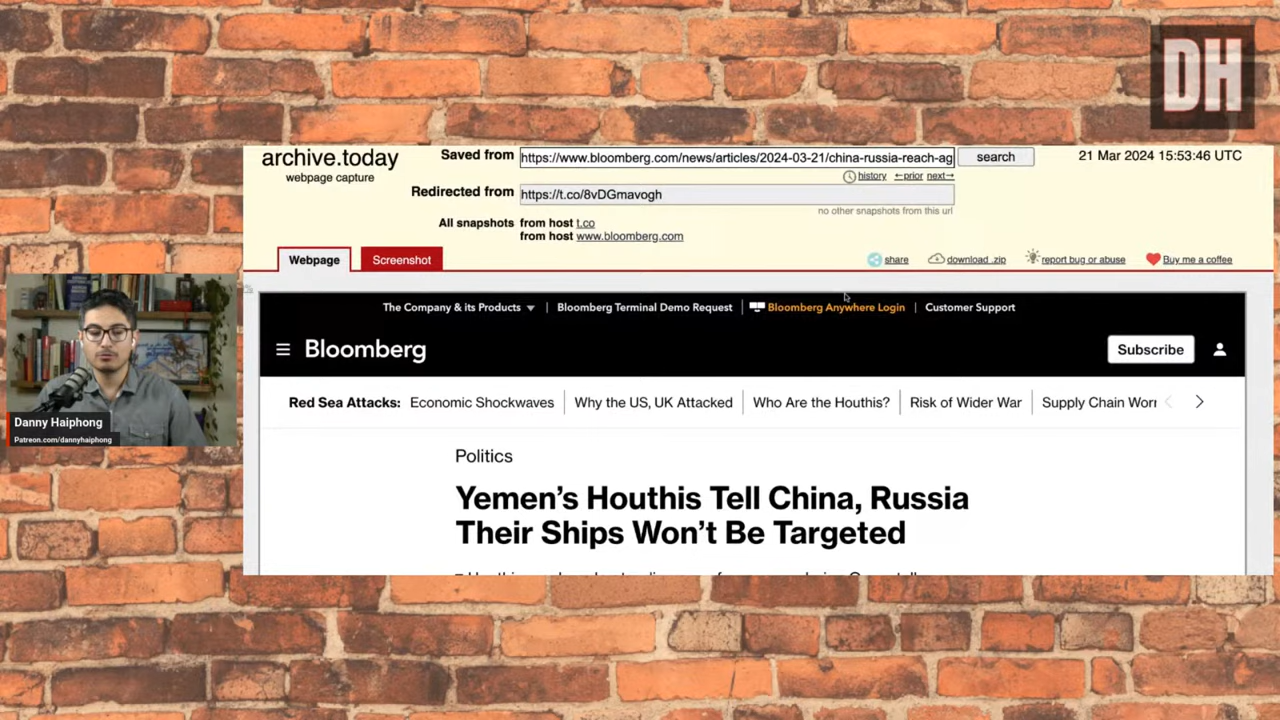 DH
archive.today
webpage capture
Saved from
https://www.bloomberg.com/news/articles/2024-03-21/china-russia-reach-ag
search
21 Mar 2024 15:53:46 UTC
history ←prior next→
Redirected from
https://t.co/8vDGmavogh
no other snapshots from this url
All snapshots from host t.co
from host www.bloomberg.com
Webpage
Screenshot
share
download .zip
report bug or abuse
Buy me a coffee
The Company & its Products
Bloomberg Terminal Demo Request
Bloomberg Anywhere Login
Customer Support
Bloomberg
Subscribe
Red Sea Attacks: Economic Shockwaves
Why the US, UK Attacked
Who Are the Houthis?
Risk of Wider War
Supply Chain
Politics
Yemen’s Houthis Tell China, Russia
Their Ships Won’t Be Targeted
Danny Haiphong
Patreon.com/dannyhaiphong